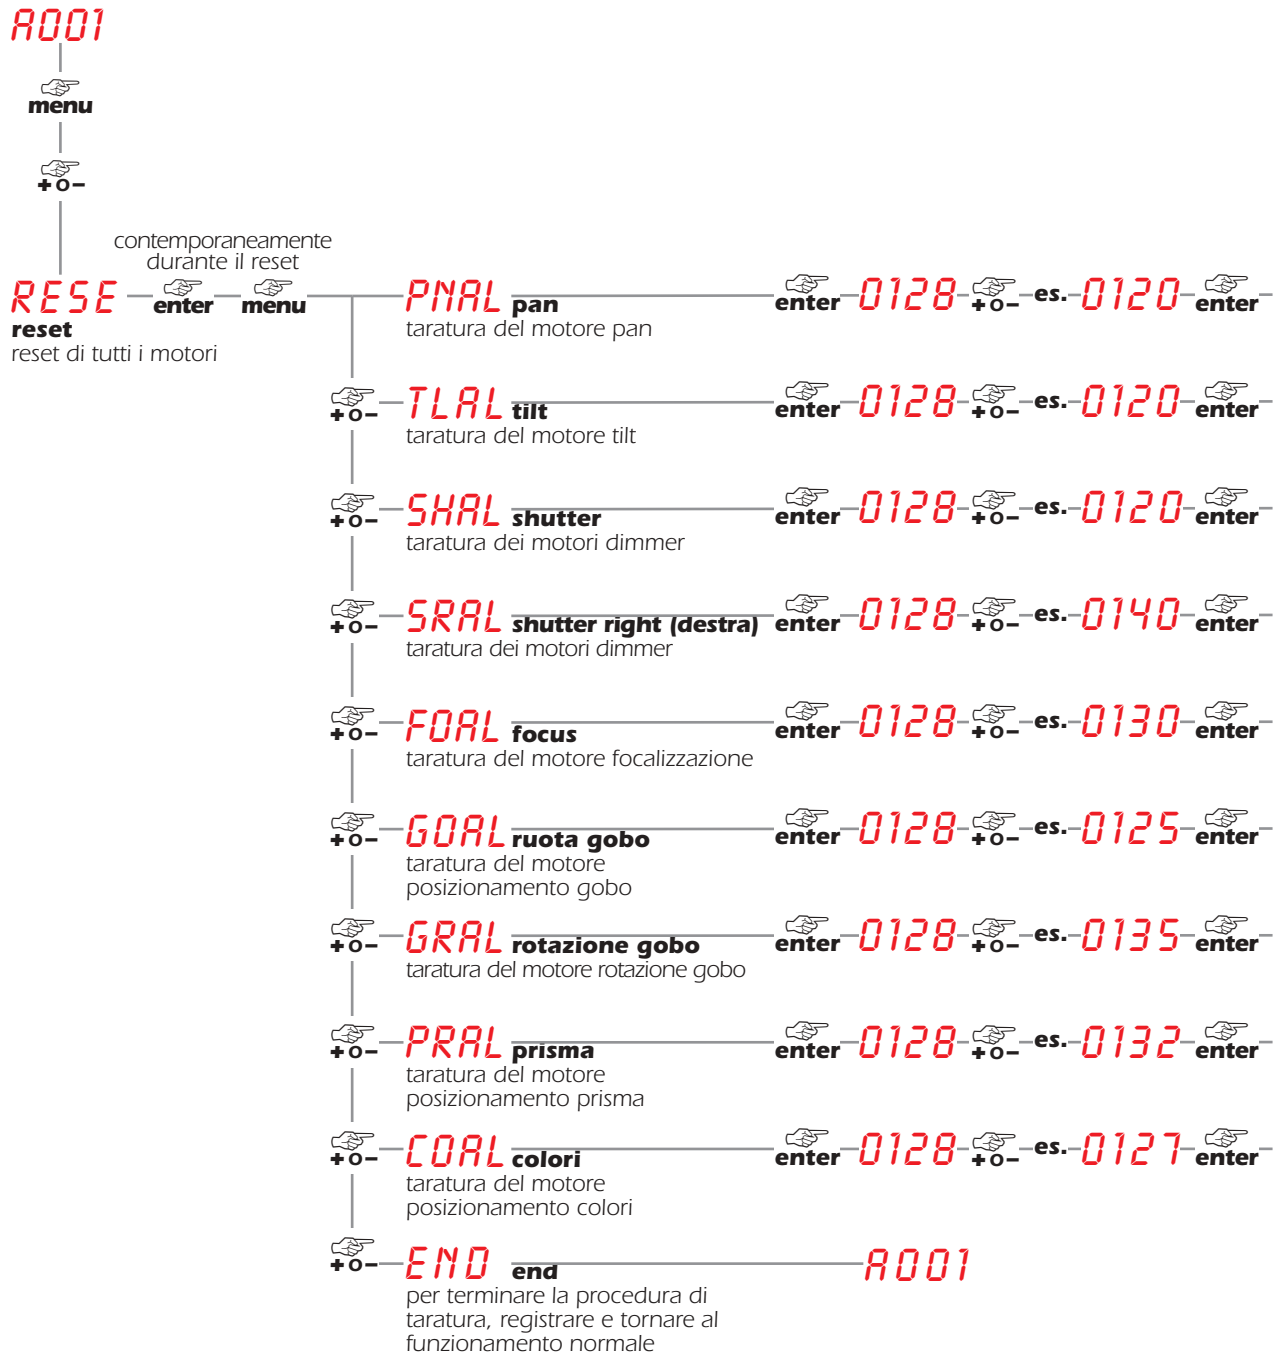 A001
menu
+ o -
contemporaneamente
durante il reset
RESE enter menu PNAL pan enter 0128 + o - es. 0120 enter
reset
reset di tutti i motori
taratura del motore pan
+ o - TLAL tilt enter 0128 + o - es. 0120 enter
taratura del motore tilt
+ o - SHAL shutter enter 0128 + o - es. 0120 enter
taratura dei motori dimmer
+ o - SRAL shutter right (destra) enter 0128 + o - es. 0140 enter
taratura dei motori dimmer
+ o - FOAL focus enter 0128 + o - es. 0130 enter
taratura del motore focalizzazione
+ o - GOAL ruota gobo enter 0128 + o - es. 0125 enter
taratura del motore
posizionamento gobo
+ o - GRAL rotazione gobo enter 0128 + o - es. 0135 enter
taratura del motore rotazione gobo
+ o - PRAL prisma enter 0128 + o - es. 0132 enter
taratura del motore
posizionamento prisma
+ o - COAL colori enter 0128 + o - es. 0127 enter
taratura del motore
posizionamento colori
+ o - END end A001
per terminare la procedura di
taratura, registrare e tornare al
funzionamento normale